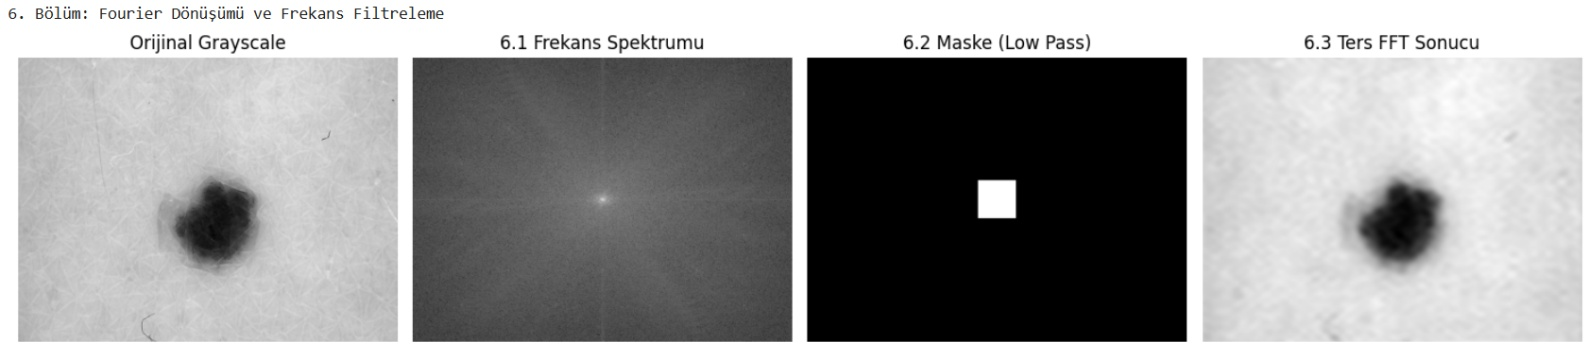 6. Bölüm: Fourier Dönüşümü ve Frekans Filtreleme
Orijinal Grayscale
6.1 Frekans Spektrumu
6.2 Maske (Low Pass)
6.3 Ters FFT Sonucu